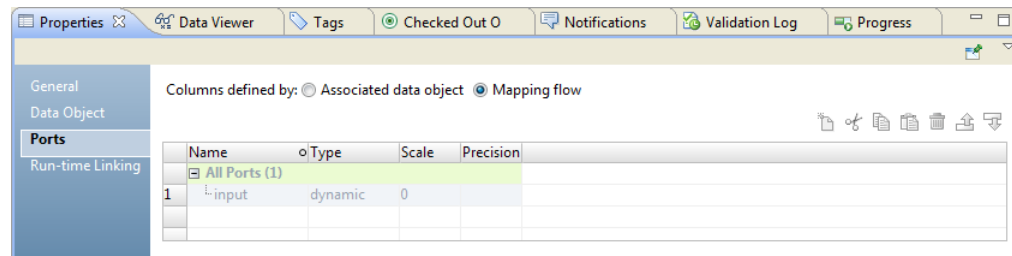 Properties Data Viewer Tags Checked Out O Notifications Validation Log Progress
General
Data Object
Ports
Run-time Linking
Columns defined by: Associated data object Mapping flow
Name Type Scale Precision
All Ports (1)
1 input dynamic 0